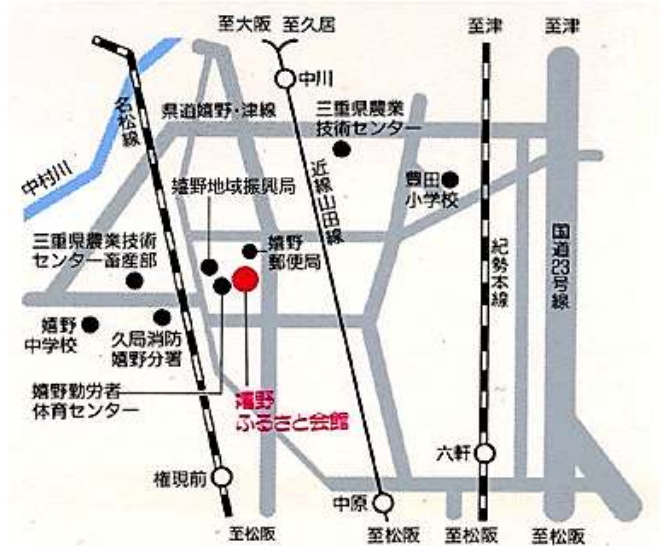 至大阪 至久居
至津
至津
中川
県道嬉野・津線
三重県農業
技術センター
名松線
中村川
嬉野地域振興局
近線山田線
豊田
小学校
嬉野
郵便局
三重県農業技術
センター畜産部
紀勢本線
国道23号線
嬉野
中学校
久局消防
嬉野分署
嬉野勤労者
体育センター
嬉野
ふるさと会館
六軒
権現前
中原
至松阪
至松阪
至松阪
至松阪